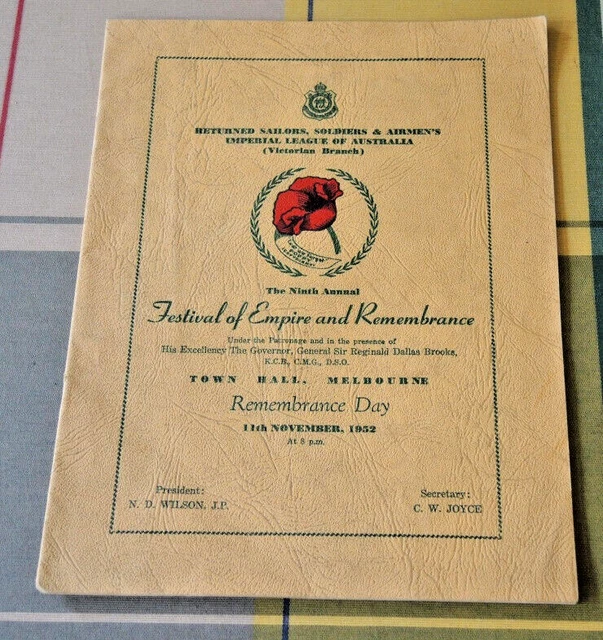 RETURNED SAILORS, SOLDIERS & AIRMEN'S
IMPERIAL LEAGUE OF AUSTRALIA
(Victorian Branch)
The Ninth Annual
Festival of Empire and Remembrance
Under the Patronage and in the presence of
His Excellency The Governor, General Sir Reginald Dallas Brooks,
K.C.B., C.M.G., D.S.O.
TOWN HALL, MELBOURNE
Remembrance Day
11th NOVEMBER, 1952
At 8 p.m.
President:
N. D. WILSON, J.P.
Secretary:
C. W. JOYCE